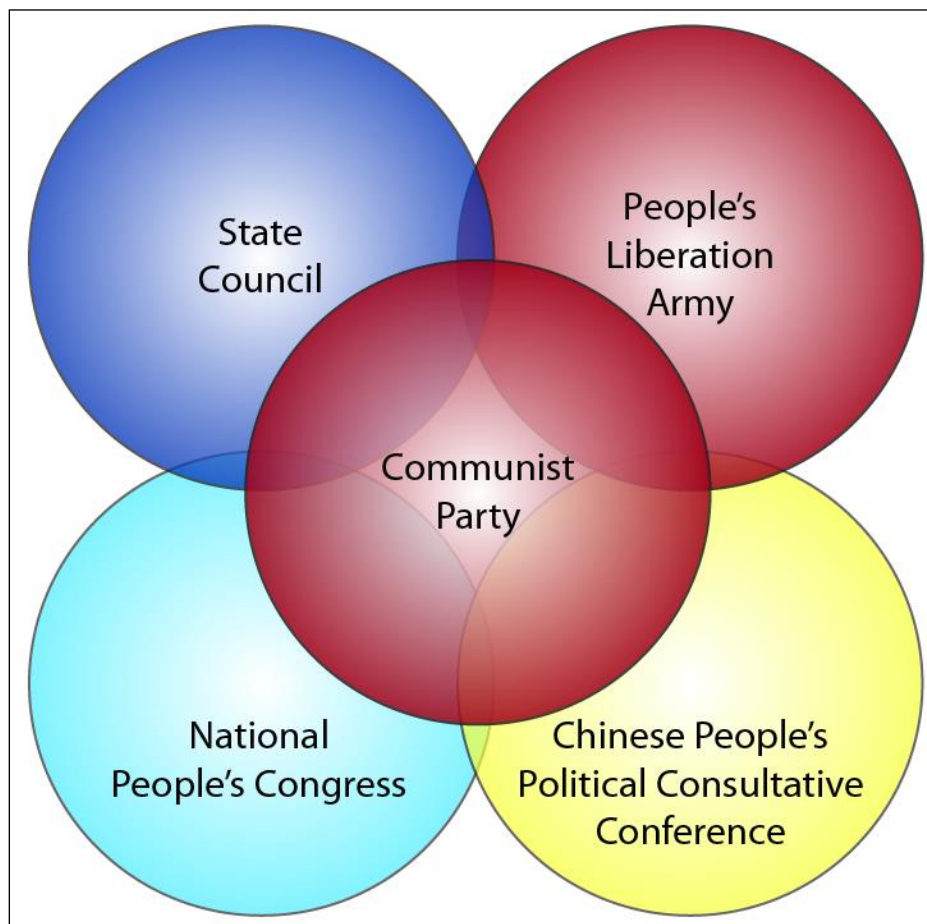 State
Council
People’s
Liberation
Army
Communist
Party
National
People’s Congress
Chinese People’s
Political Consultative
Conference